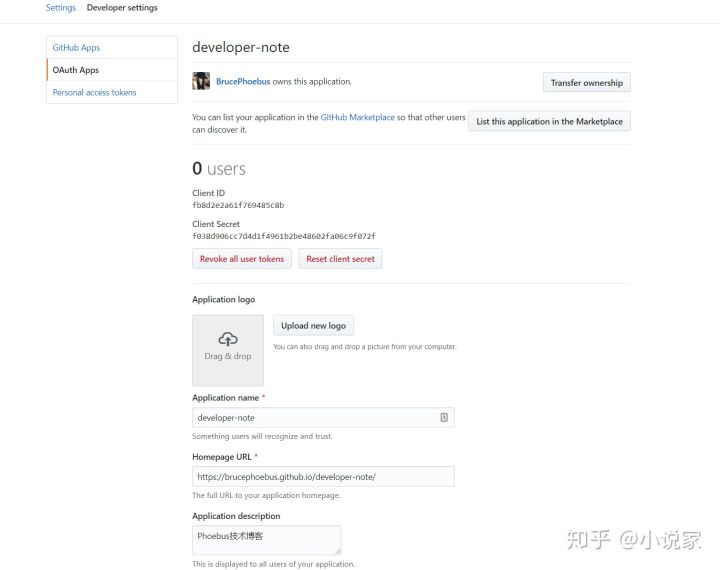 Settings / Developer settings
GitHub Apps
OAuth Apps
Personal access tokens
developer-note
BrucePhoebus owns this application.
Transfer ownership
You can list your application in the GitHub Marketplace so that other users
can discover it.
List this application in the Marketplace
0 users
Client ID
fb8d2e2a61f769485c8b
Client Secret
f038d906cc7d4d1f4961b2be48602fa06c9f072f
Revoke all user tokens
Reset client secret
Application logo
Drag & drop
Upload new logo
You can also drag and drop a picture from your computer.
Application name *
developer-note
Something users will recognize and trust.
Homepage URL *
https://brucephoebus.github.io/developer-note/
The full URL to your application homepage.
Application description
Phoebus技术博客
This is displayed to all users of your application.
知乎 @小说家